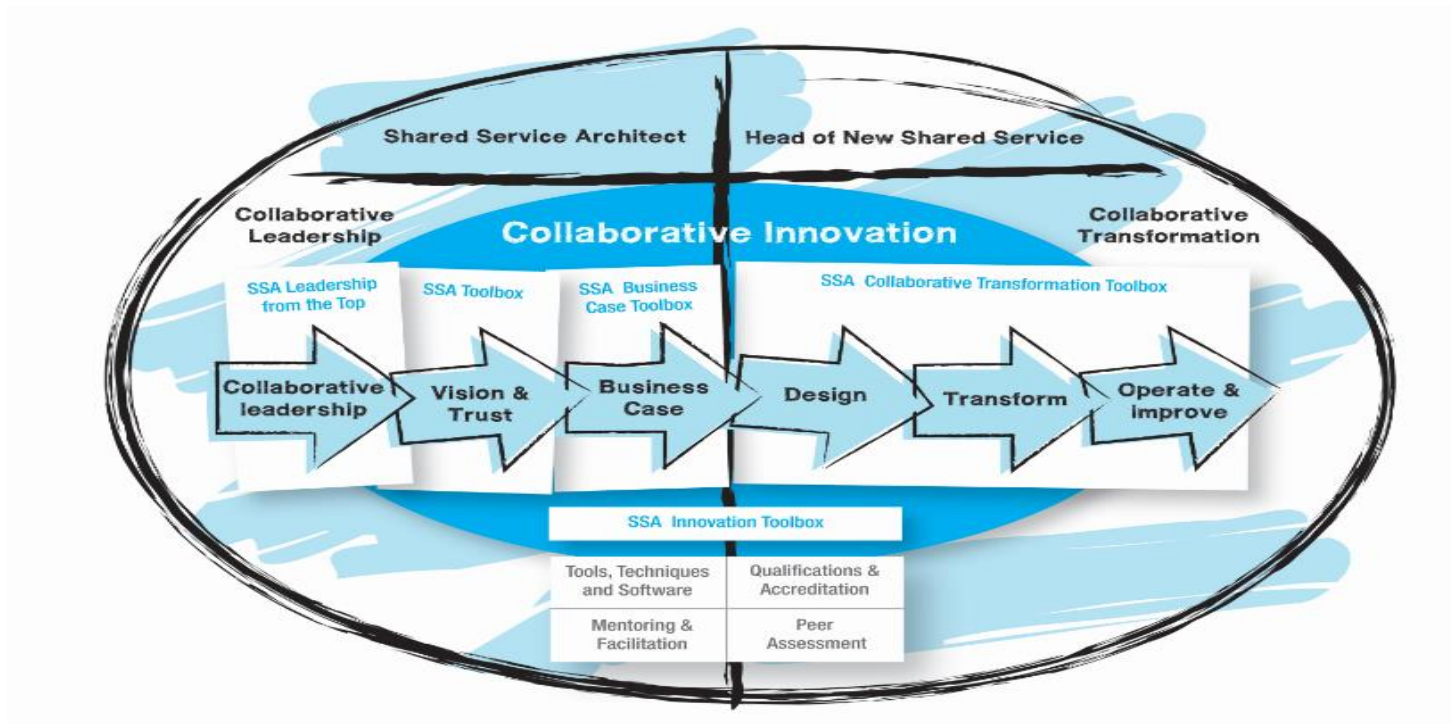 Shared Service Architect
Head of New Shared Service
Collaborative
Leadership
Collaborative Innovation
Collaborative
Transformation
SSA Leadership
from the Top
SSA Toolbox
SSA Business
Case Toolbox
SSA Collaborative Transformation Toolbox
Collaborative
leadership
Vision &
Trust
Business
Case
Design
Transform
Operate &
improve
SSA Innovation Toolbox
Tools, Techniques
and Software
Qualifications &
Accreditation
Mentoring &
Facilitation
Peer
Assessment